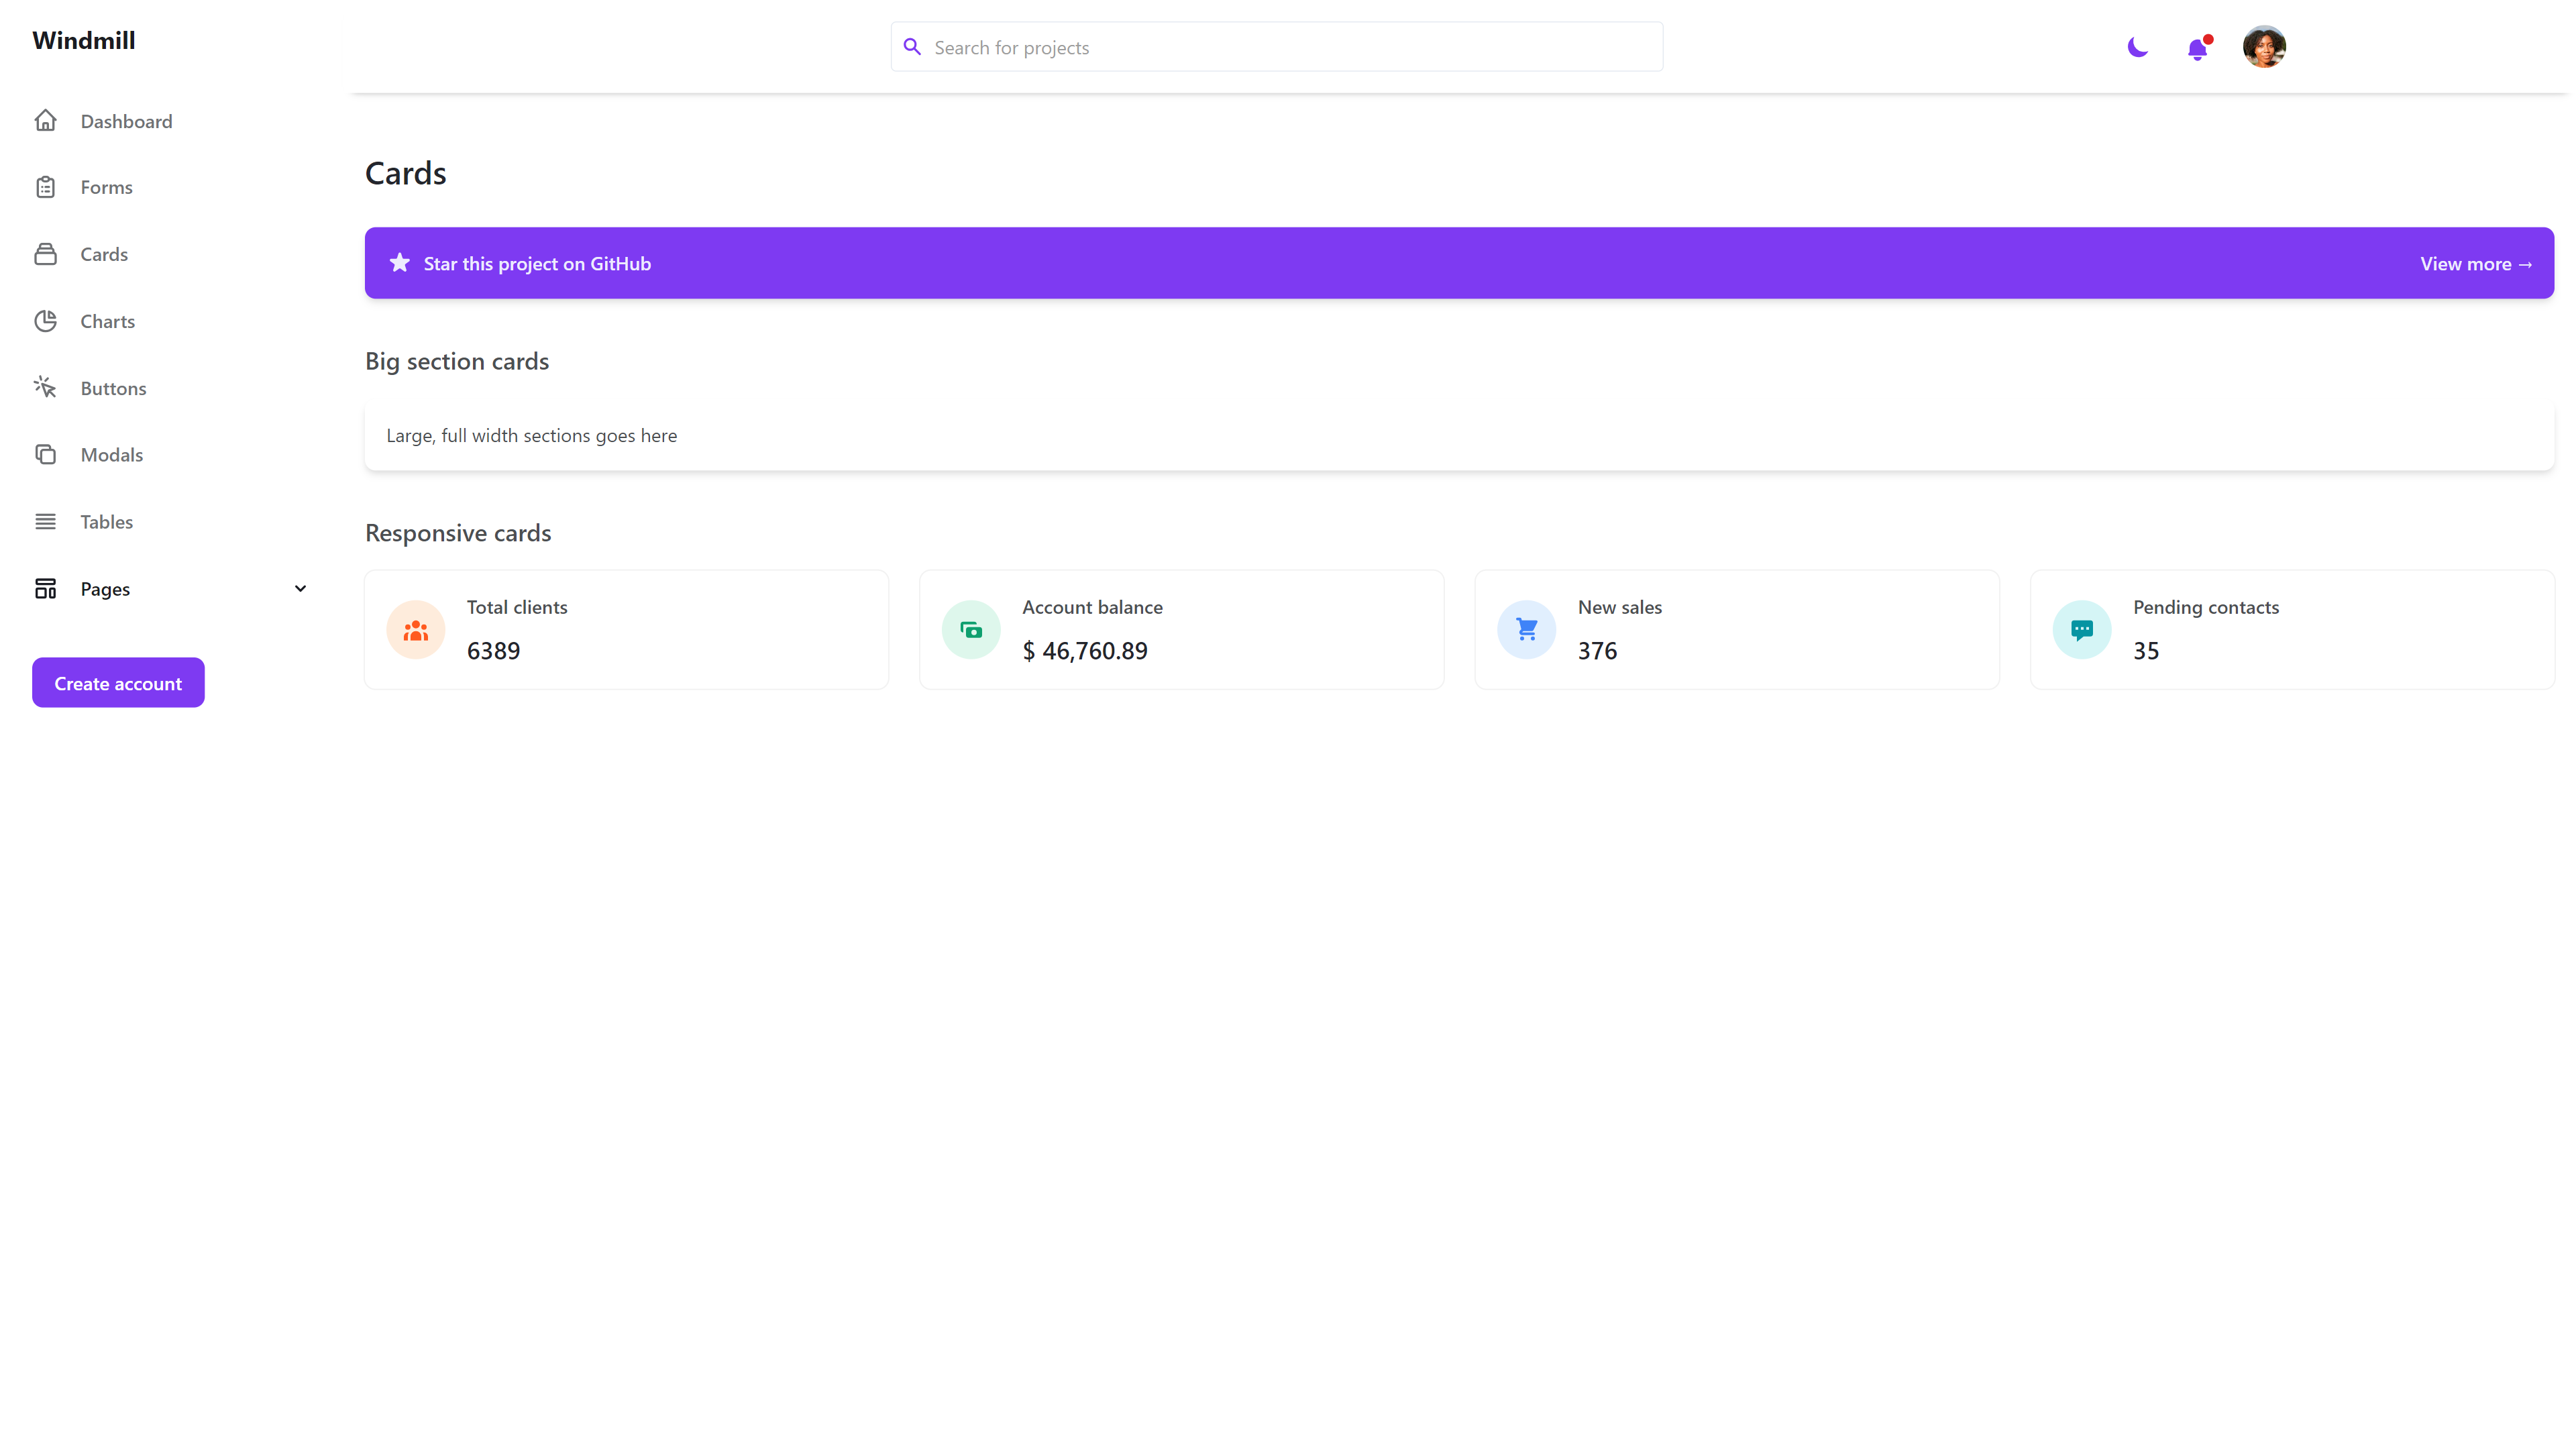 Windmill
Search for projects
Dashboard
Forms
Cards
Charts
Buttons
Modals
Tables
Pages
Create account
Cards
Star this project on GitHub
View more →
Big section cards
Large, full width sections goes here
Responsive cards
Total clients
6389
Account balance
$ 46,760.89
New sales
376
Pending contacts
35